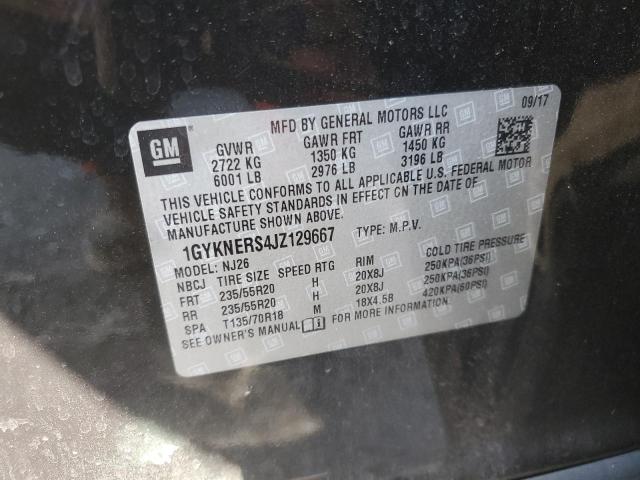 09/17
MFD BY GENERAL MOTORS LLC
GM
GVWR GAWR FRT GAWR RR
2722 KG 1350 KG 1450 KG
6001 LB 2976 LB 3196 LB
THIS VEHICLE CONFORMS TO ALL APPLICABLE U.S. FEDERAL MOTOR
VEHICLE SAFETY STANDARDS IN EFFECT ON THE DATE OF
MANUFACTURE SHOWN ABOVE.
1GYKNERS4JZ129667 TYPE: M.P.V.
MODEL: NJ26
NBCJ TIRE SIZE SPEED RTG RIM COLD TIRE PRESSURE
FRT 235/55R20 H 20X8J 250KPA(36PSI)
RR 235/55R20 H 20X8J 250KPA(36PSI)
SPA T135/70R18 M 18X4.5B 420KPA(60PSI)
SEE OWNER'S MANUAL FOR MORE INFORMATION.